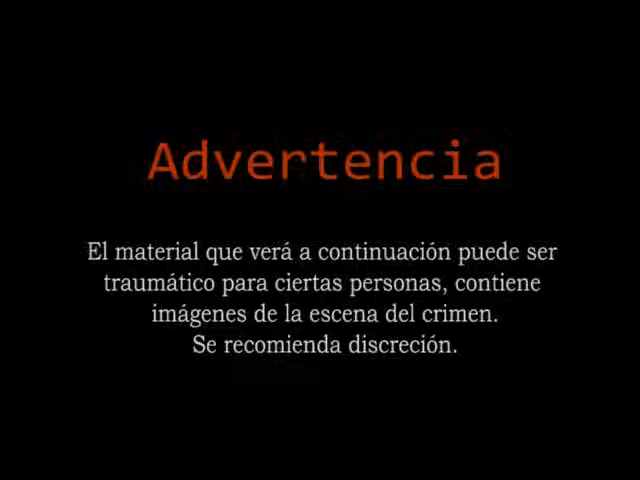 Advertencia
El material que verá a continuación puede ser
traumático para ciertas personas, contiene
imágenes de la escena del crimen.
Se recomienda discreción.